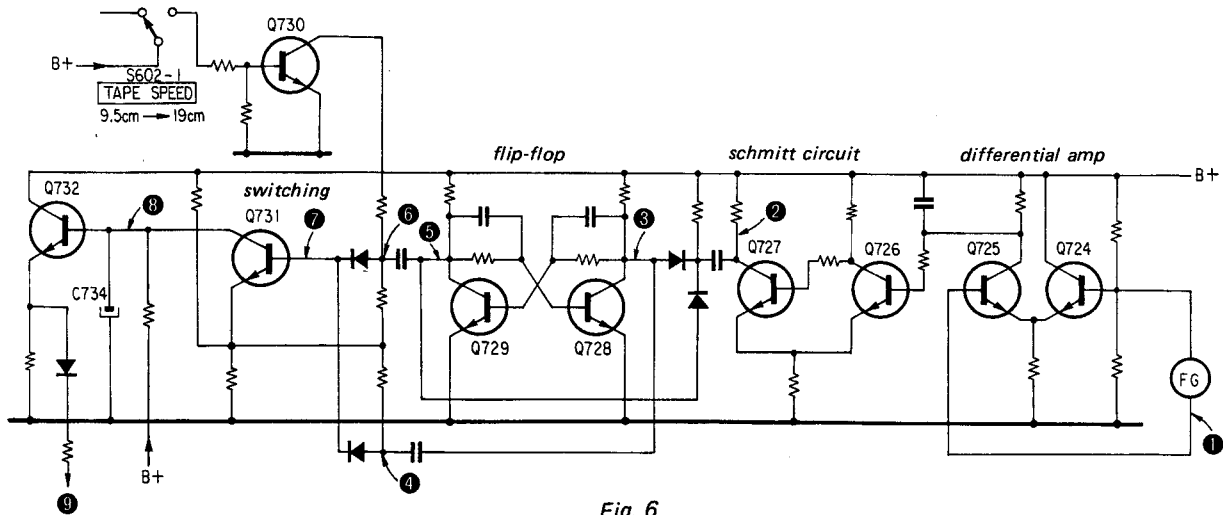 Q730
B+
S602-1
TAPE SPEED
9.5cm → 19cm
flip-flop
schmitt circuit
differential amp
B+
Q732
switching
8
Q731
7
6
5
3
2
Q727
Q726
Q725
Q724
C734
Q729
Q728
FG
1
4
B+
9
Fig. 6